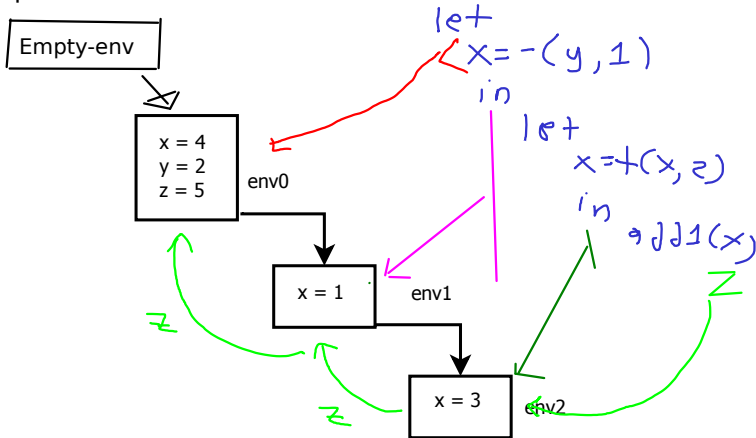 let
Empty-env
x=-(y,1)
in
let
x = 4
y = 2
z = 5
env0
x=+(x,z)
in
add1(x)
z
x = 1
env1
z
x = 3
env2
z